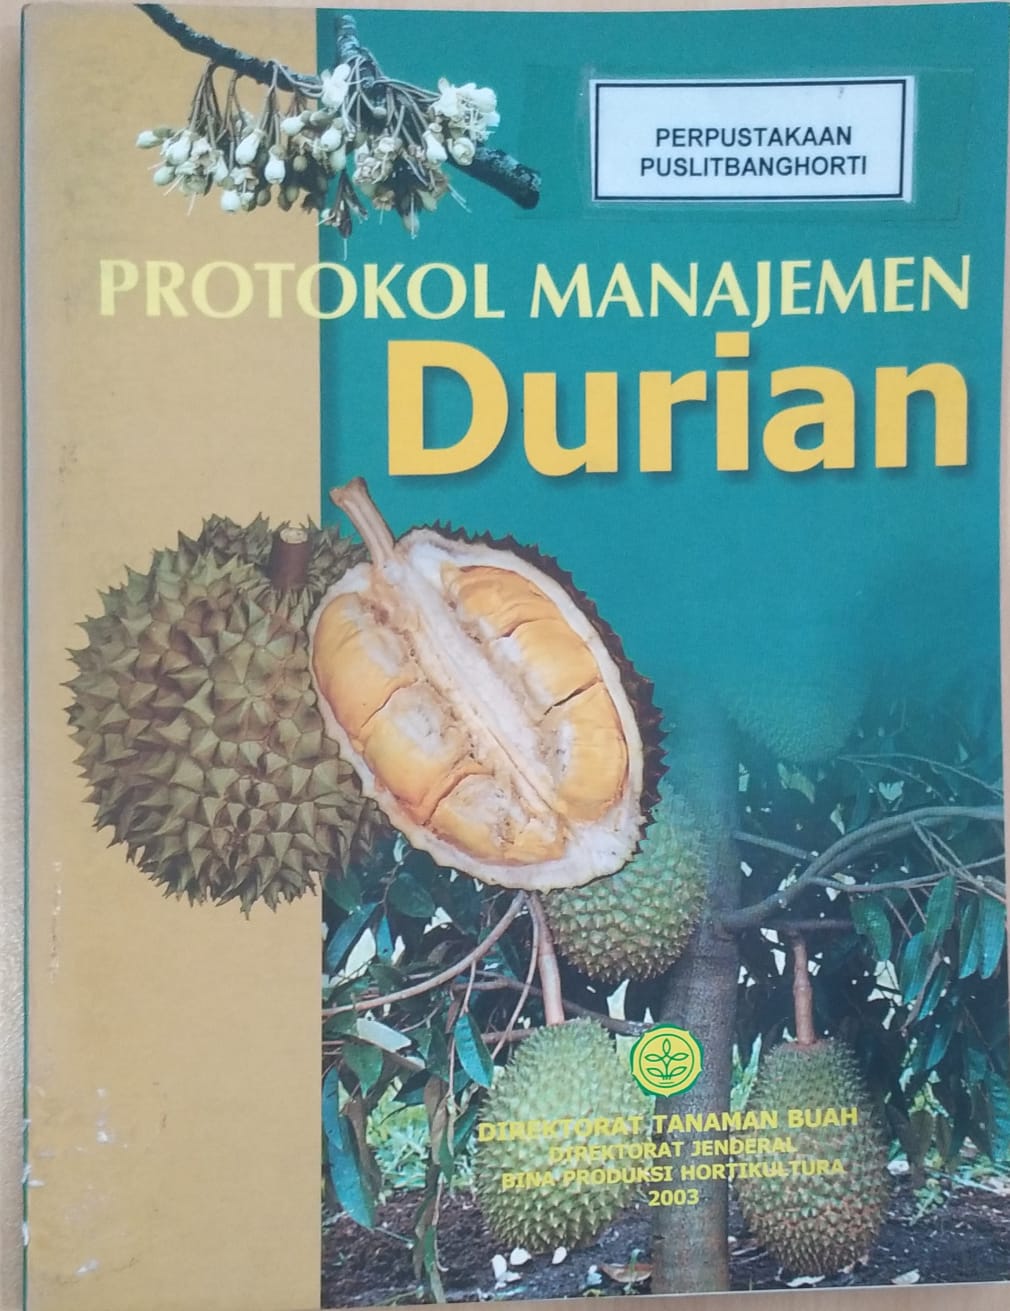 PERPUSTAKAAN
PUSLITBANGHORTI
PROTOKOL MANAJEMEN
Durian
DIREKTORAT TANAMAN BUAH
DIREKTORAT JENDERAL
BINA PRODUKSI HORTIKULTURA
2003